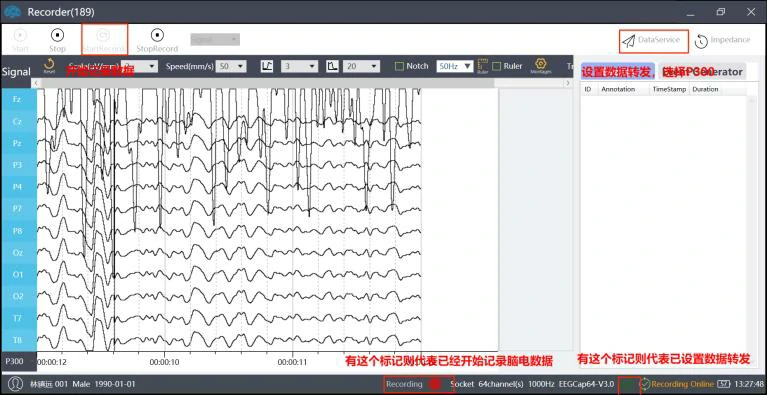 Recorder(189)
Start
Stop
StartRecord
StopRecord
Signal
DataService
Impedance
Signal
Reset
Scale(uV/mm)
开始记录数据
Speed(mm/s) 50
3
20
Notch
50Hz
Ruler
Ruler
Montages
Tr
设置数据转发，选择P300
Generator
ID Annotation TimeStamp Duration
Fz
Cz
Pz
P3
P4
P7
P8
Oz
O1
O2
T7
T8
P300
00:00:12 00:00:10 00:00:11
有这个标记则代表已经开始记录脑电数据
有这个标记则代表已设置数据转发
林鎮远 001 Male 1990-01-01
Recording
Socket 64channel(s) 1000Hz EEGCap64-V3.0
Recording Online
57
13:27:48